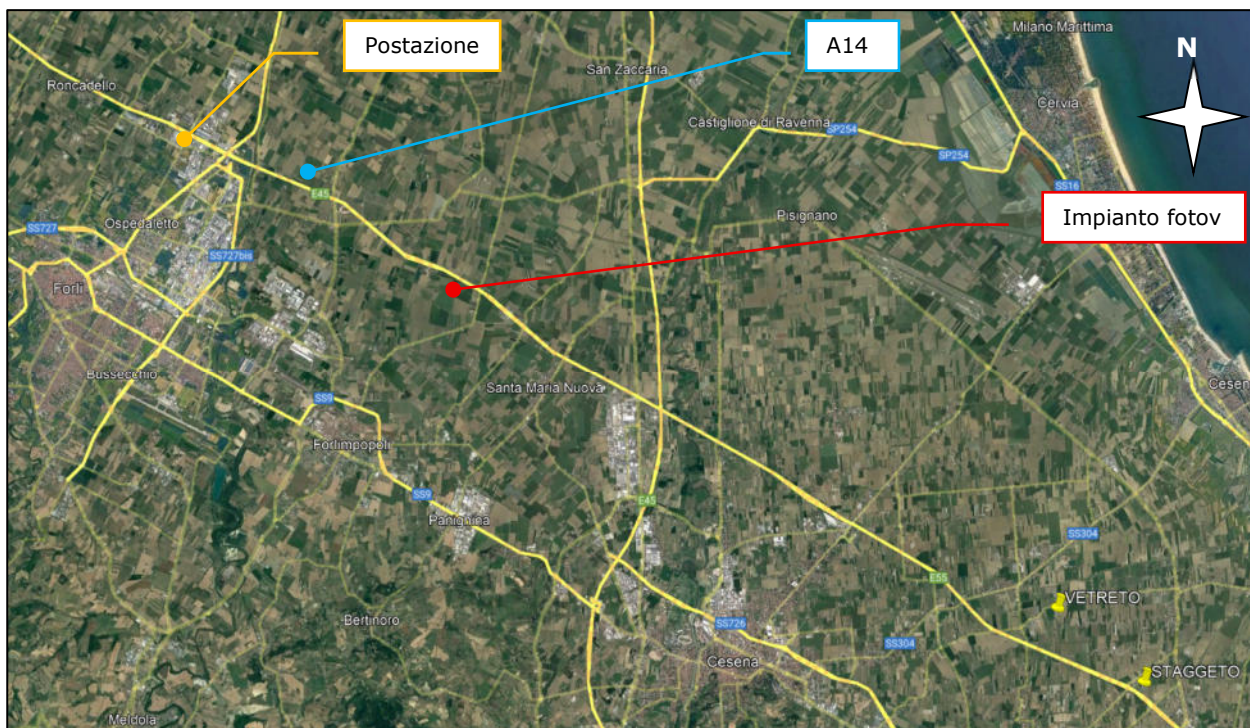 Milano Marittima
Postazione
A14
N
San Zaccaria
Roncadello
Cervia
Castiglione di Ravenna
SP254
SP254
SS16
E45
Impianto fotov
Pisignano
Ospedaletto
SS727
SS727bis
Forlì
Bussecchio
Santa Maria Nuova
Cesen
SS9
Forlimpopoli
SS9
Panighina
E45
SS304
E55
VETRETO
Bertinoro
SS726
SS304
Cesena
STAGGETO
Meldola